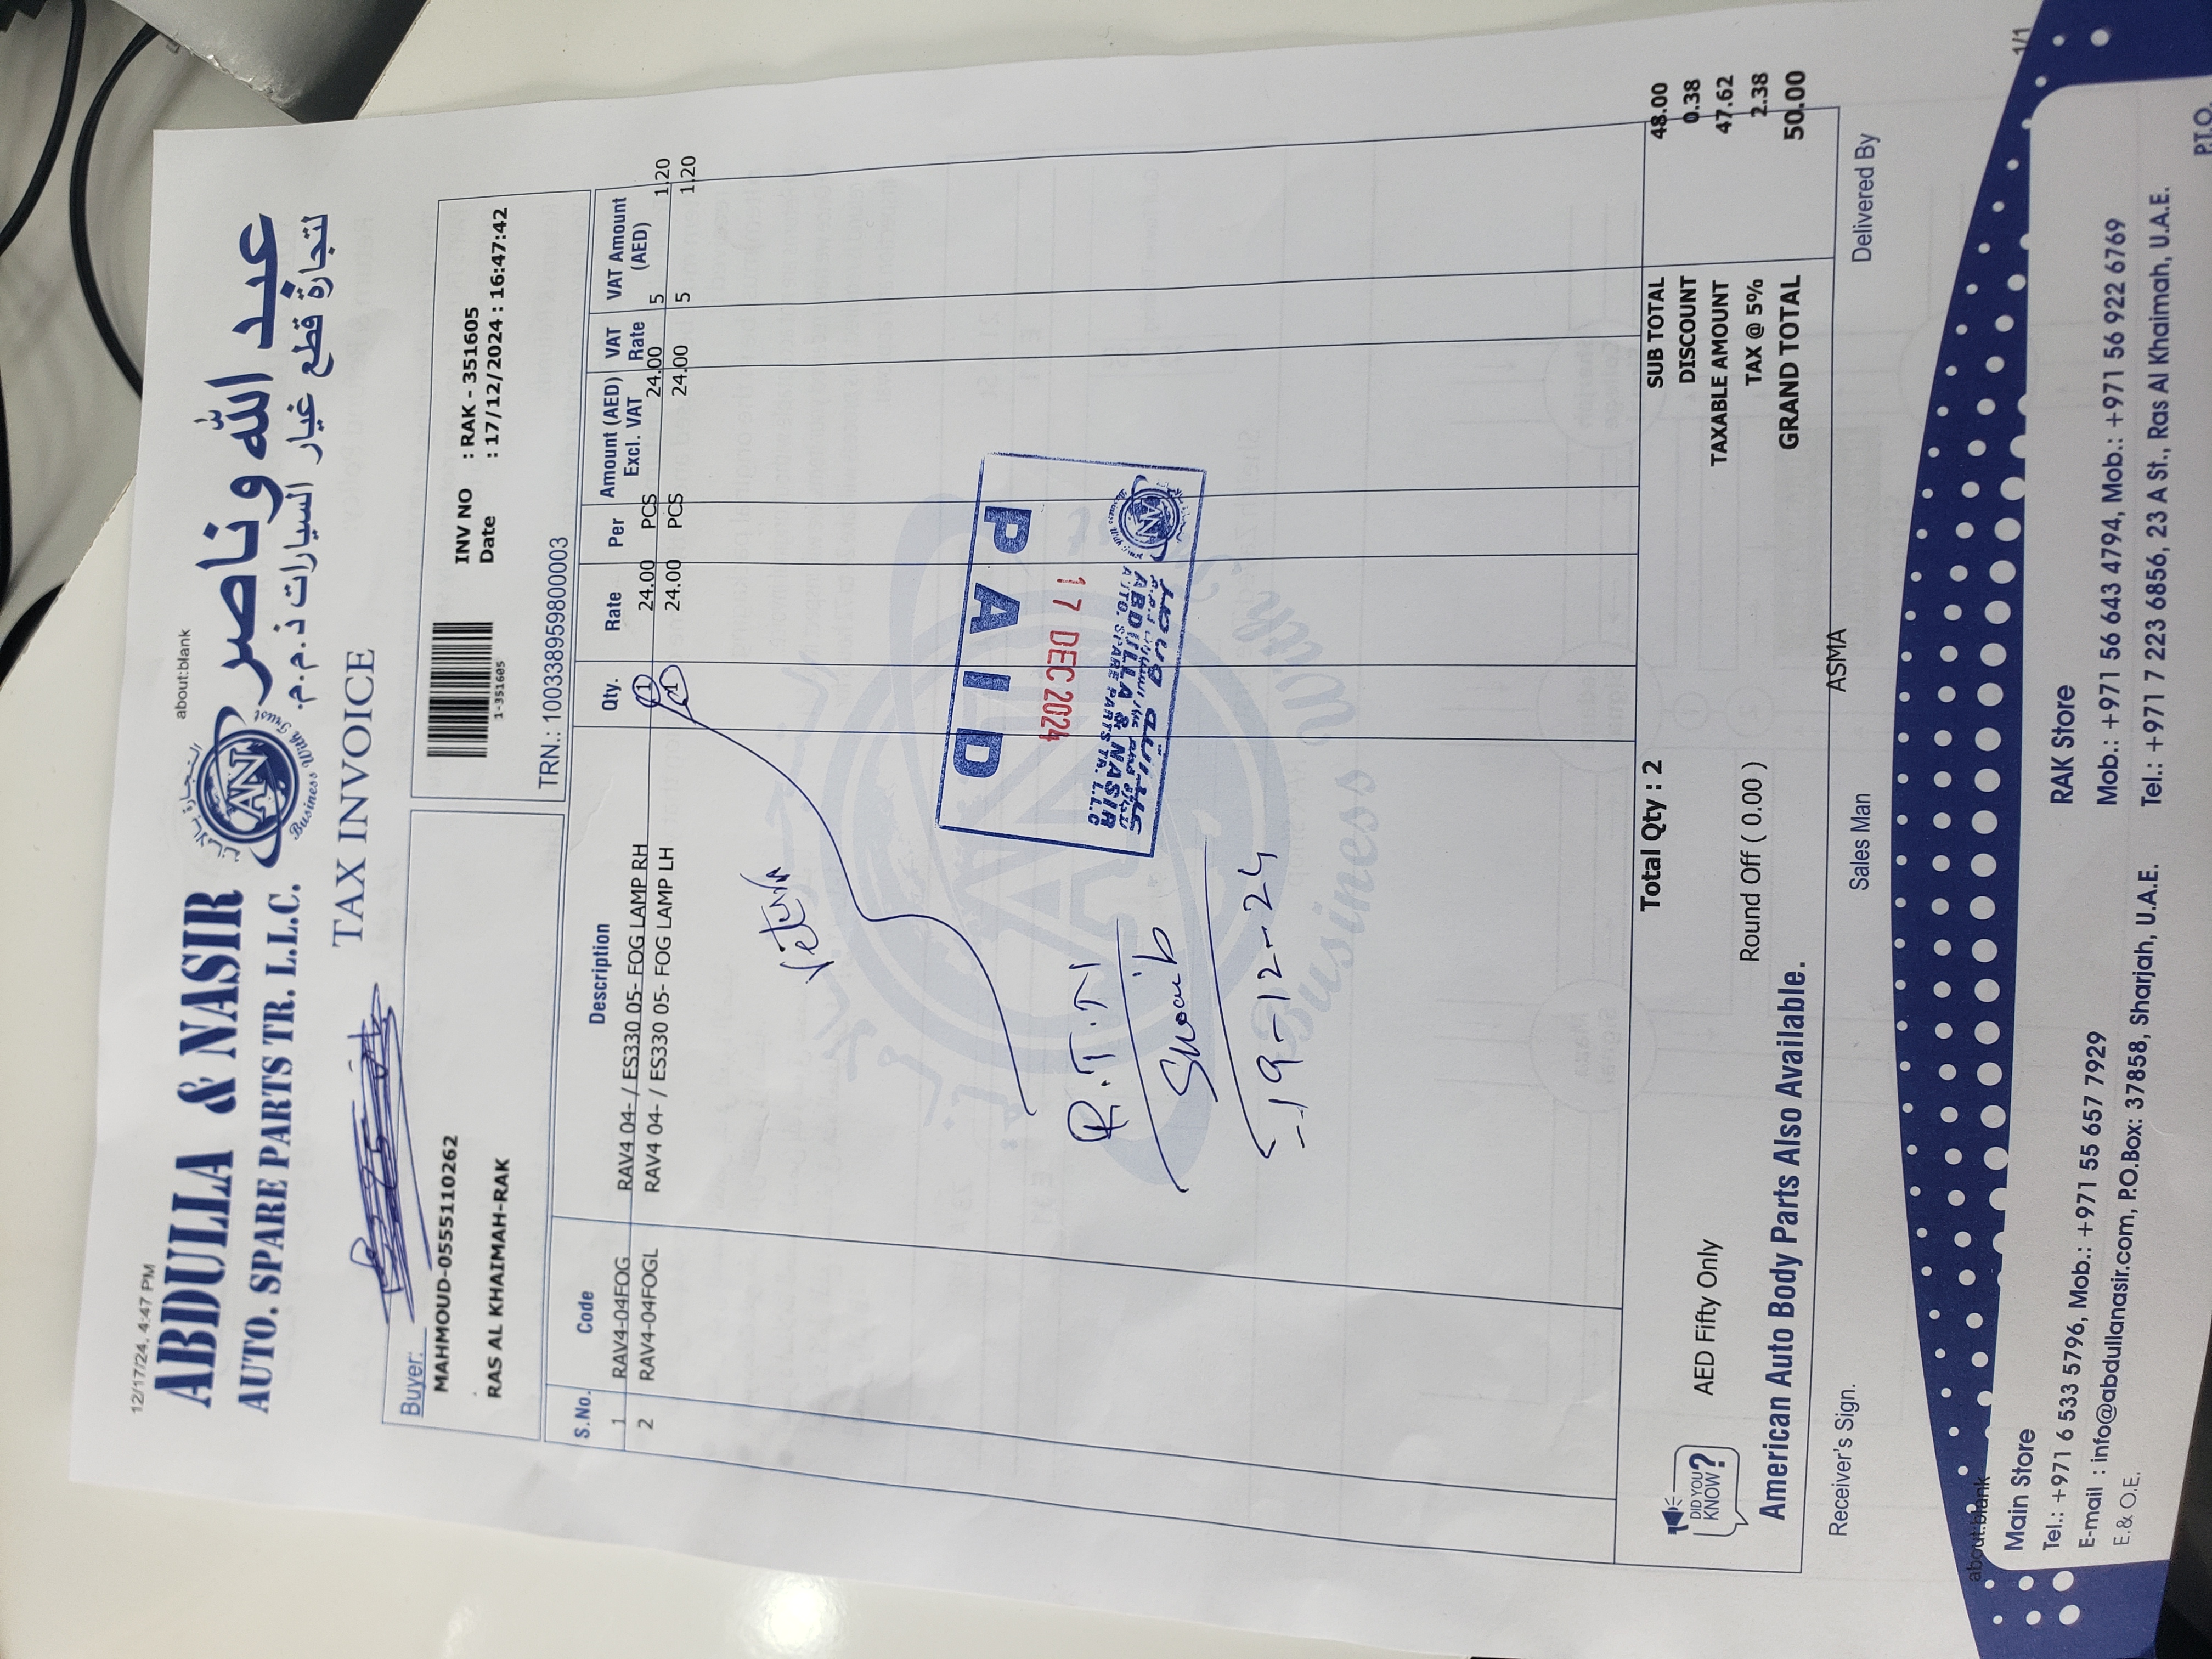 12/17/24, 4:47 PM
about:blank
ABDULLA & NASIR
AUTO. SPARE PARTS TR. L.L.C.
عبد الله و ناصر
لتجارة قطع غيار السيارات ذ.م.م.
AN
Business With Trust
TAX INVOICE
Buyer:
MAHMOUD-0555110262
RAS AL KHAIMAH-RAK
1-351605
INV NO : RAK - 351605
Date : 17/12/2024 : 16:47:42
TRN.: 100338959800003
S.No. Code Description Qty. Rate Per Amount (AED) Excl. VAT VAT Rate VAT Amount (AED)
1 RAV4-04FOG RAV4 04- / ES330 05- FOG LAMP RH 1 24.00 PCS 24.00 5 1.20
2 RAV4-04FOGL RAV4 04- / ES330 05- FOG LAMP LH 1 24.00 PCS 24.00 5 1.20
return
PAID
17 DEC 2024
ABDULLA & NASIR
AUTO. SPARE PARTS TR. L.L.C
AN
R.T.N
Shoaib
19-12-24
Business With
Total Qty : 2
SUB TOTAL 48.00
DISCOUNT 0.38
AED Fifty Only
TAXABLE AMOUNT 47.62
Round Off ( 0.00 )
TAX @ 5% 2.38
GRAND TOTAL 50.00
DID YOU KNOW?
American Auto Body Parts Also Available.
ASMA
Receiver's Sign.
Sales Man
Delivered By
about:blank
1/1
Main Store
Tel.: +971 6 533 5796, Mob.: +971 55 657 7929
E-mail : info@abdullanasir.com, P.O.Box: 37858, Sharjah, U.A.E.
E.& O.E.
RAK Store
Mob.: +971 56 643 4794, Mob.: +971 56 922 6769
Tel.: +971 7 223 6856, 23 A St., Ras Al Khaimah, U.A.E.
P.T.O.